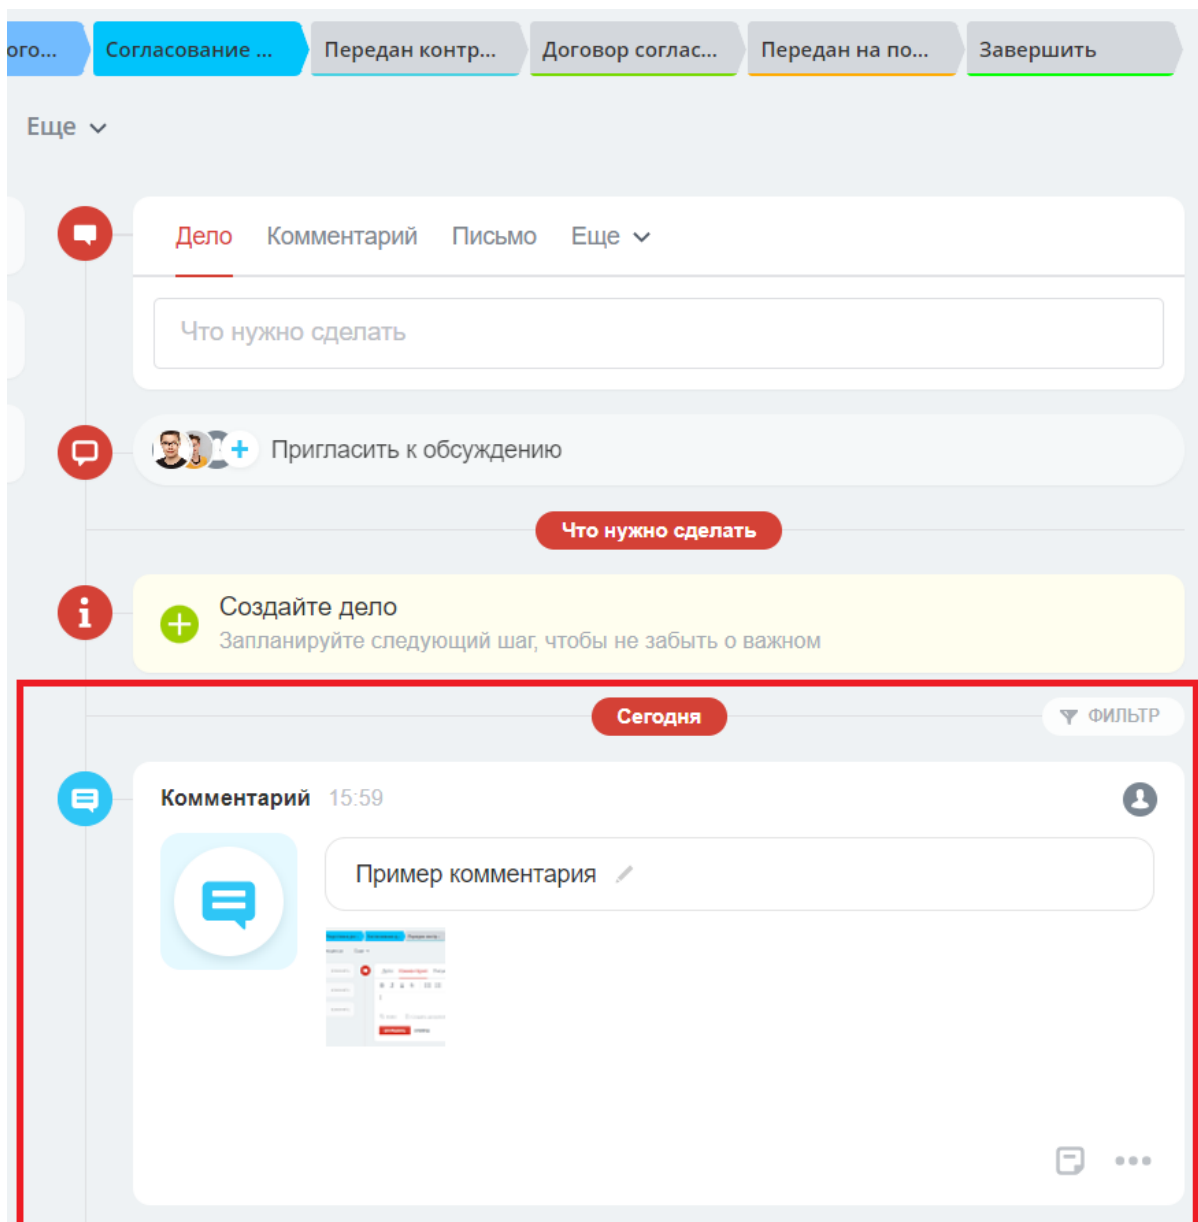 ого...
Согласование ...
Передан контр...
Договор соглас...
Передан на по...
Завершить
Еще
Дело Комментарий Письмо Еще
Что нужно сделать
Пригласить к обсуждению
Что нужно сделать
Создайте дело
Запланируйте следующий шаг, чтобы не забыть о важном
Сегодня
ФИЛЬТР
Комментарий 15:59
Пример комментария